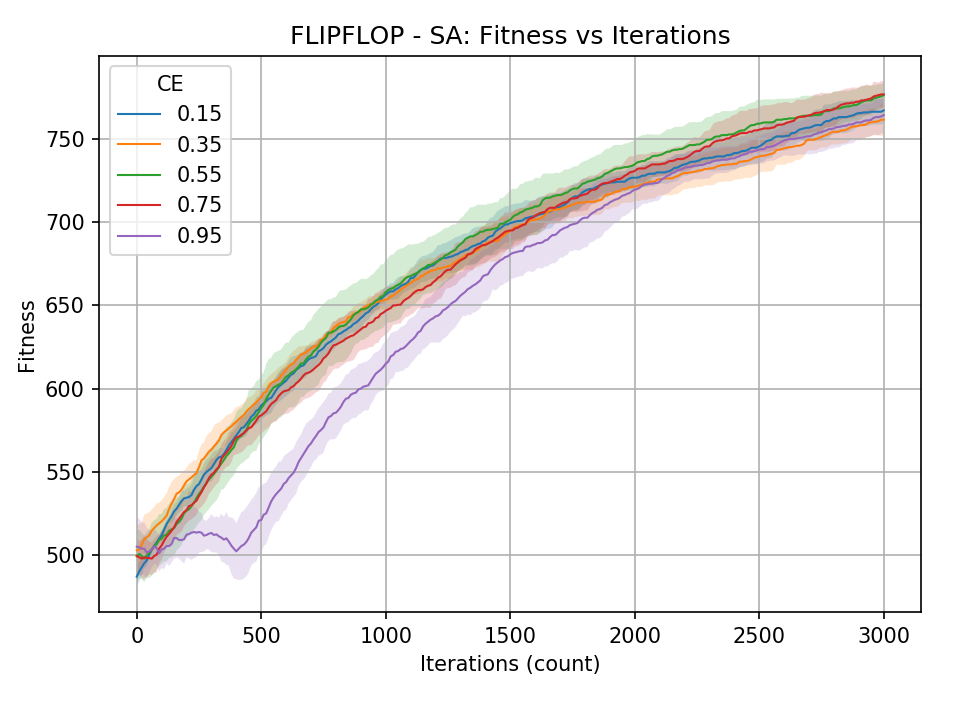 FLIPFLOP - SA: Fitness vs Iterations
CE
0.15
0.35
0.55
0.75
0.95
750
700
650
600
550
500
Fitness
0 500 1000 1500 2000 2500 3000
Iterations (count)